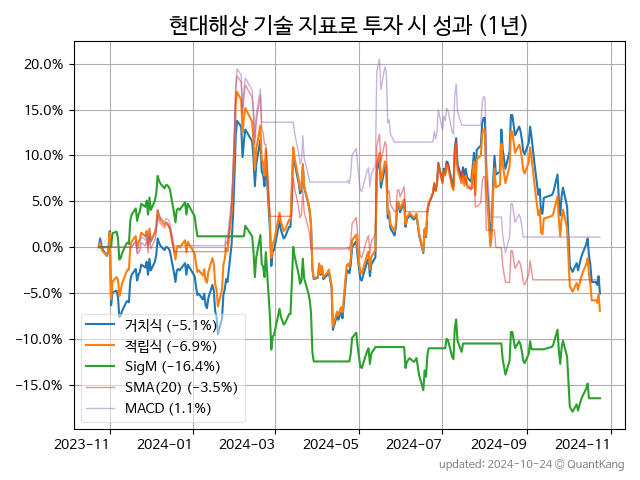 현대해상 기술 지표로 투자 시 성과 (1년)
20.0%
15.0%
10.0%
5.0%
0.0%
−5.0%
−10.0%
−15.0%
거치식 (−5.1%)
적립식 (−6.9%)
SigM (−16.4%)
SMA(20) (−3.5%)
MACD (1.1%)
2023-11 2024-01 2024-03 2024-05 2024-07 2024-09 2024-11
updated: 2024-10-24 ⓒ QuantKang